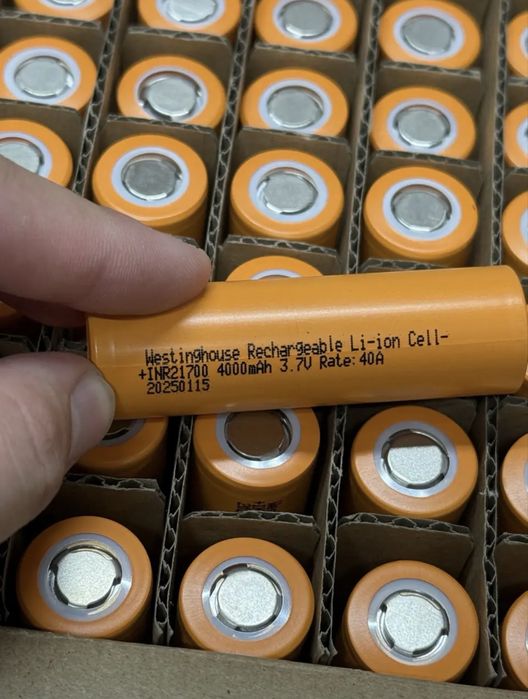 Westinghouse Rechargeable Li-ion Cell-
+INR21700 4000mAh 3.7V Rate:40A
20250115